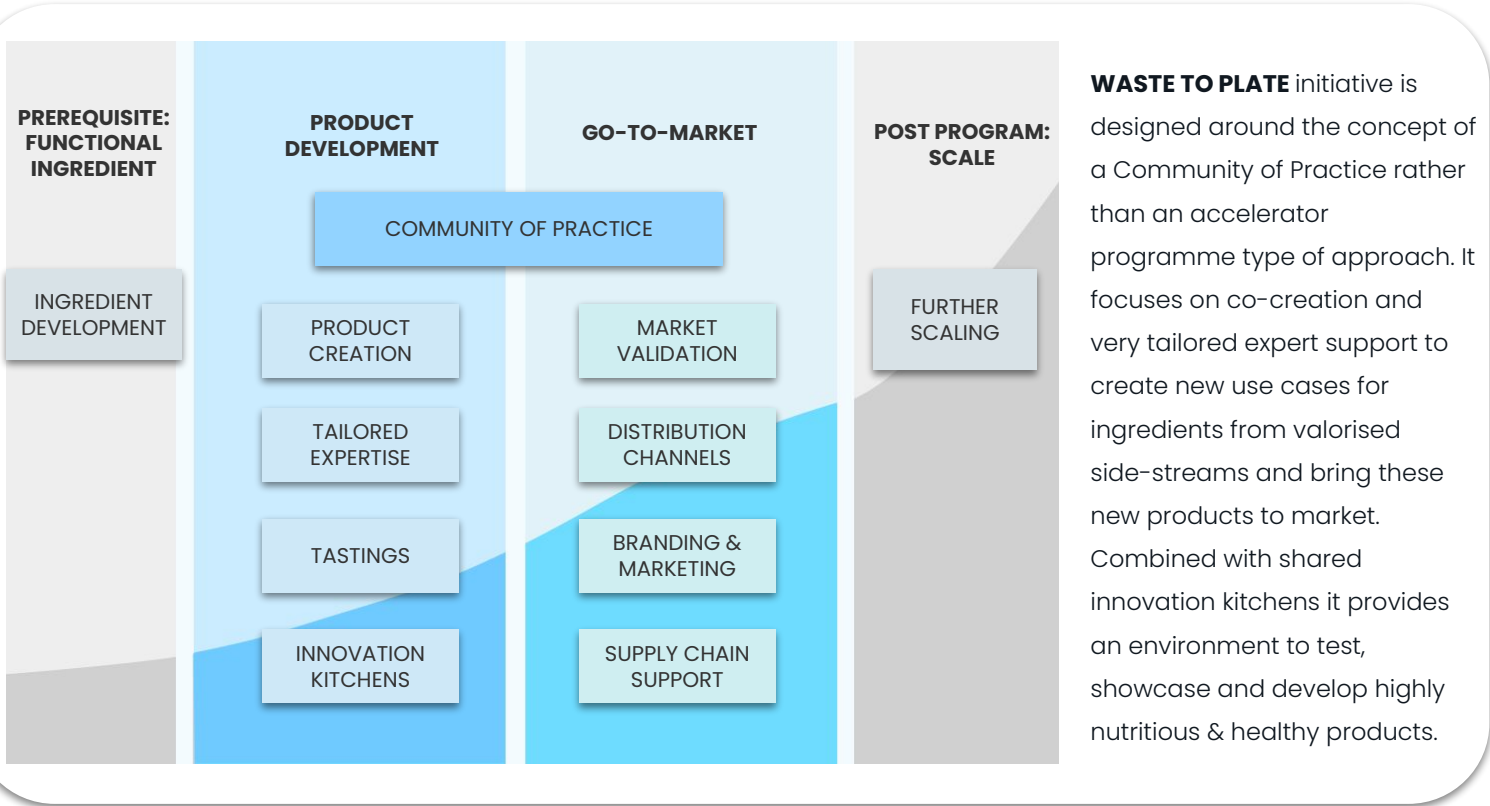 PREREQUISITE:
FUNCTIONAL
INGREDIENT
INGREDIENT
DEVELOPMENT
PRODUCT
DEVELOPMENT
GO-TO-MARKET
COMMUNITY OF PRACTICE
PRODUCT
CREATION
TAILORED
EXPERTISE
TASTINGS
INNOVATION
KITCHENS
MARKET
VALIDATION
DISTRIBUTION
CHANNELS
BRANDING &
MARKETING
SUPPLY CHAIN
SUPPORT
POST PROGRAM:
SCALE
FURTHER
SCALING
WASTE TO PLATE initiative is
designed around the concept of
a Community of Practice rather
than an accelerator
programme type of approach. It
focuses on co-creation and
very tailored expert support to
create new use cases for
ingredients from valorised
side-streams and bring these
new products to market.
Combined with shared
innovation kitchens it provides
an environment to test,
showcase and develop highly
nutritious & healthy products.